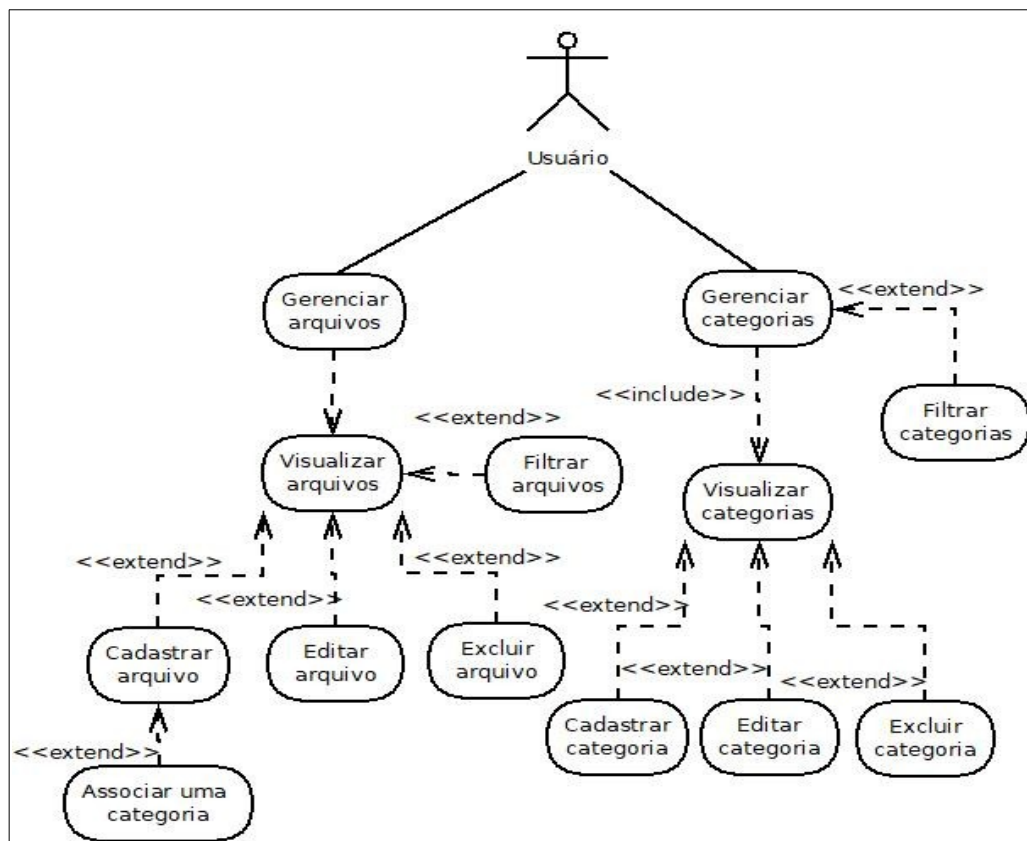 Usuário
Gerenciar
arquivos
Gerenciar
categorias
<<extend>>
<<include>>
Filtrar
categorias
<<extend>>
Visualizar
arquivos
Filtrar
arquivos
Visualizar
categorias
<<extend>>
<<extend>>
<<extend>>
Cadastrar
arquivo
Editar
arquivo
Excluir
arquivo
<<extend>>
<<extend>>
<<extend>>
Cadastrar
categoria
Editar
categoria
Excluir
categoria
<<extend>>
Associar uma
categoria